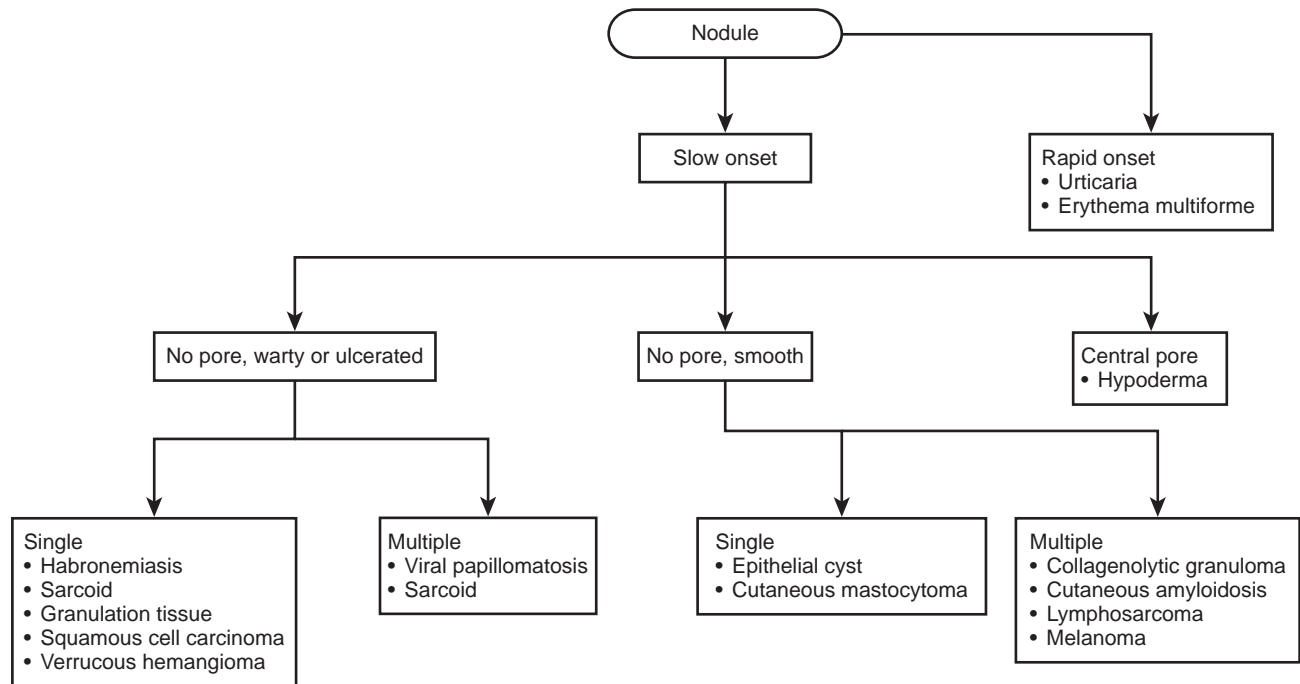 Nodule
Slow onset
Rapid onset
• Urticaria
• Erythema multiforme
No pore, warty or ulcerated
No pore, smooth
Central pore
• Hypoderma
Single
• Habronemiasis
• Sarcoid
• Granulation tissue
• Squamous cell carcinoma
• Verrucous hemangioma
Multiple
• Viral papillomatosis
• Sarcoid
Single
• Epithelial cyst
• Cutaneous mastocytoma
Multiple
• Collagenolytic granuloma
• Cutaneous amyloidosis
• Lymphosarcoma
• Melanoma